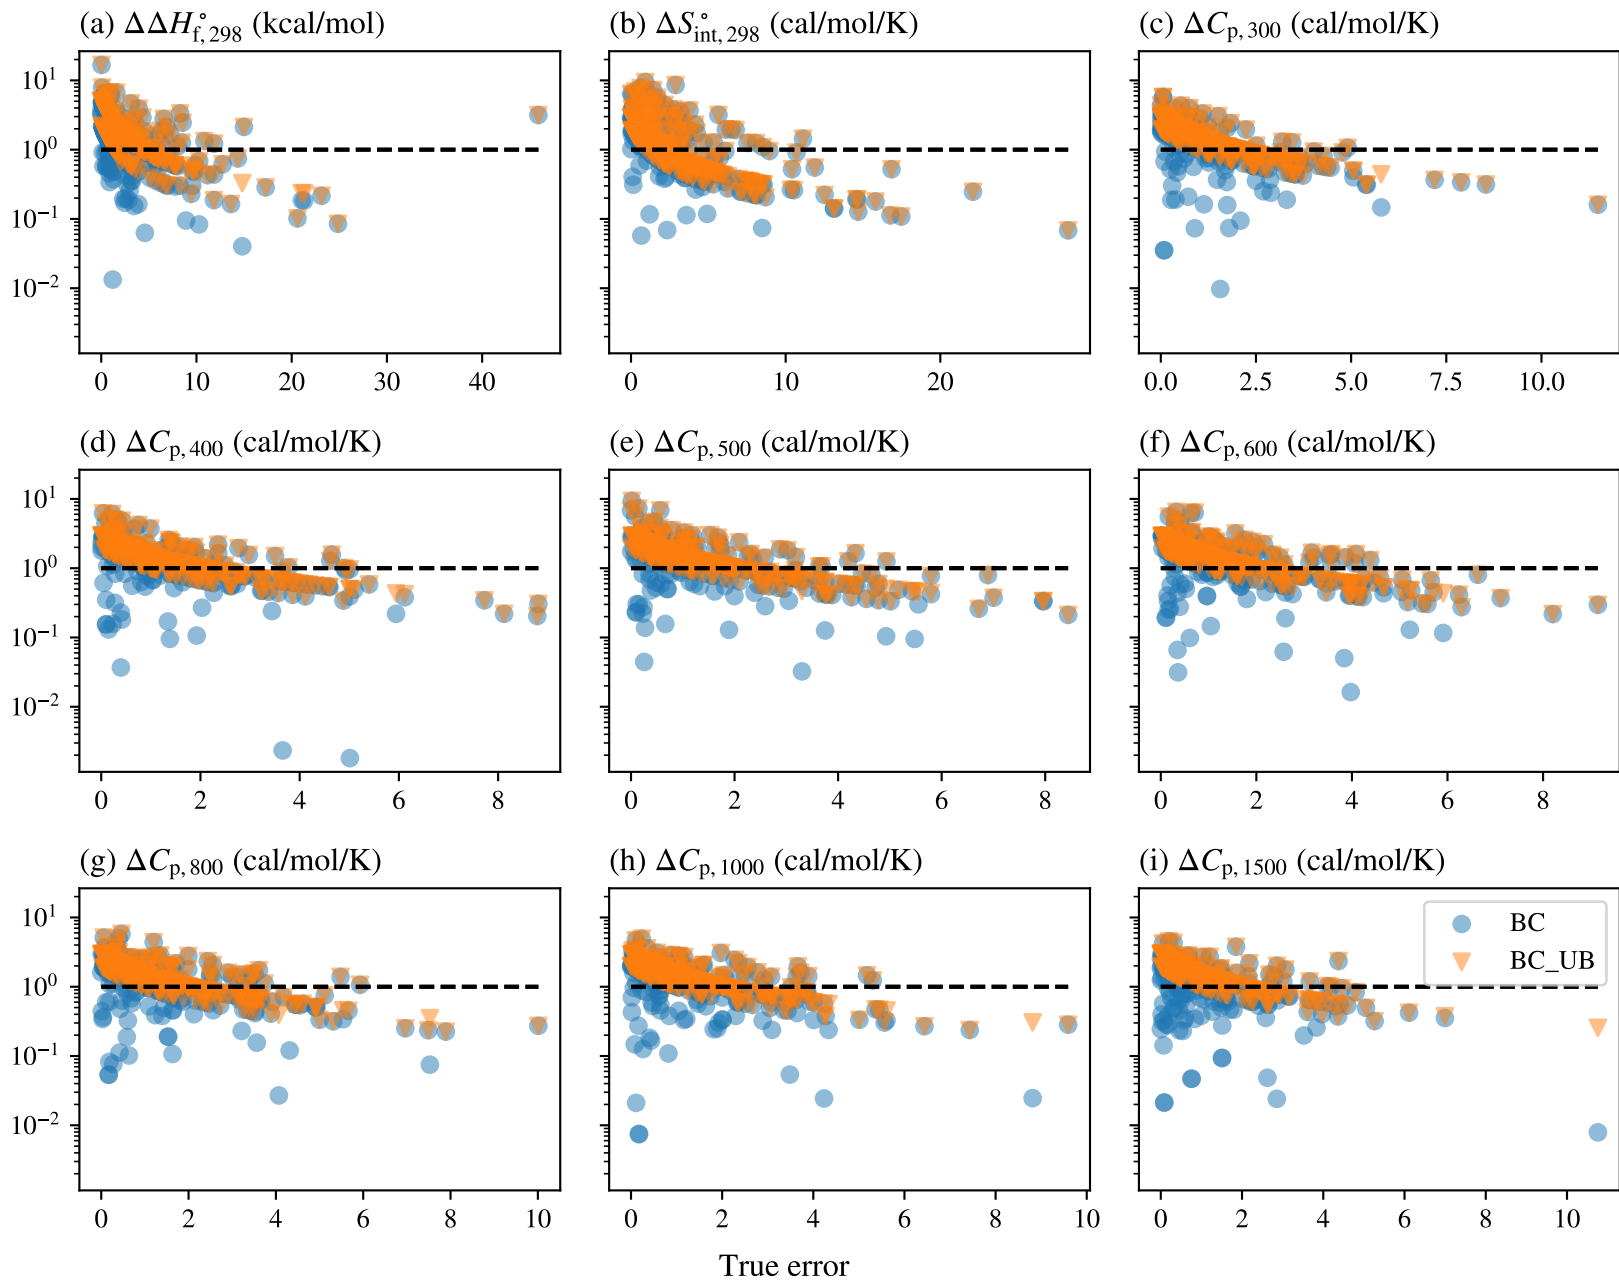 (a) ΔΔH°f,298 (kcal/mol)
(b) ΔS°int,298 (cal/mol/K)
(c) ΔCp,300 (cal/mol/K)
10¹
10⁰
10⁻¹
10⁻²
0 10 20 30 40
0 10 20
0.0 2.5 5.0 7.5 10.0
(d) ΔCp,400 (cal/mol/K)
(e) ΔCp,500 (cal/mol/K)
(f) ΔCp,600 (cal/mol/K)
10¹
10⁰
10⁻¹
10⁻²
0 2 4 6 8
0 2 4 6 8
0 2 4 6 8
(g) ΔCp,800 (cal/mol/K)
(h) ΔCp,1000 (cal/mol/K)
(i) ΔCp,1500 (cal/mol/K)
10¹
10⁰
10⁻¹
10⁻²
BC
BC_UB
0 2 4 6 8 10
0 2 4 6 8 10
0 2 4 6 8 10
True error